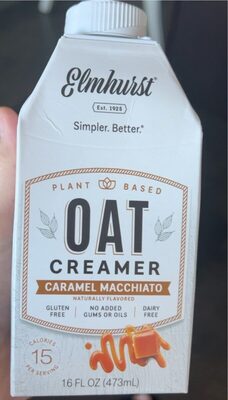 Elmhurst®
Est. 1925
Simpler. Better.®
PLANT BASED
OAT
CREAMER
CARAMEL MACCHIATO
NATURALLY FLAVORED
GLUTEN FREE
NO ADDED GUMS OR OILS
DAIRY FREE
CALORIES
15
PER SERVING
16 FL OZ (473mL)